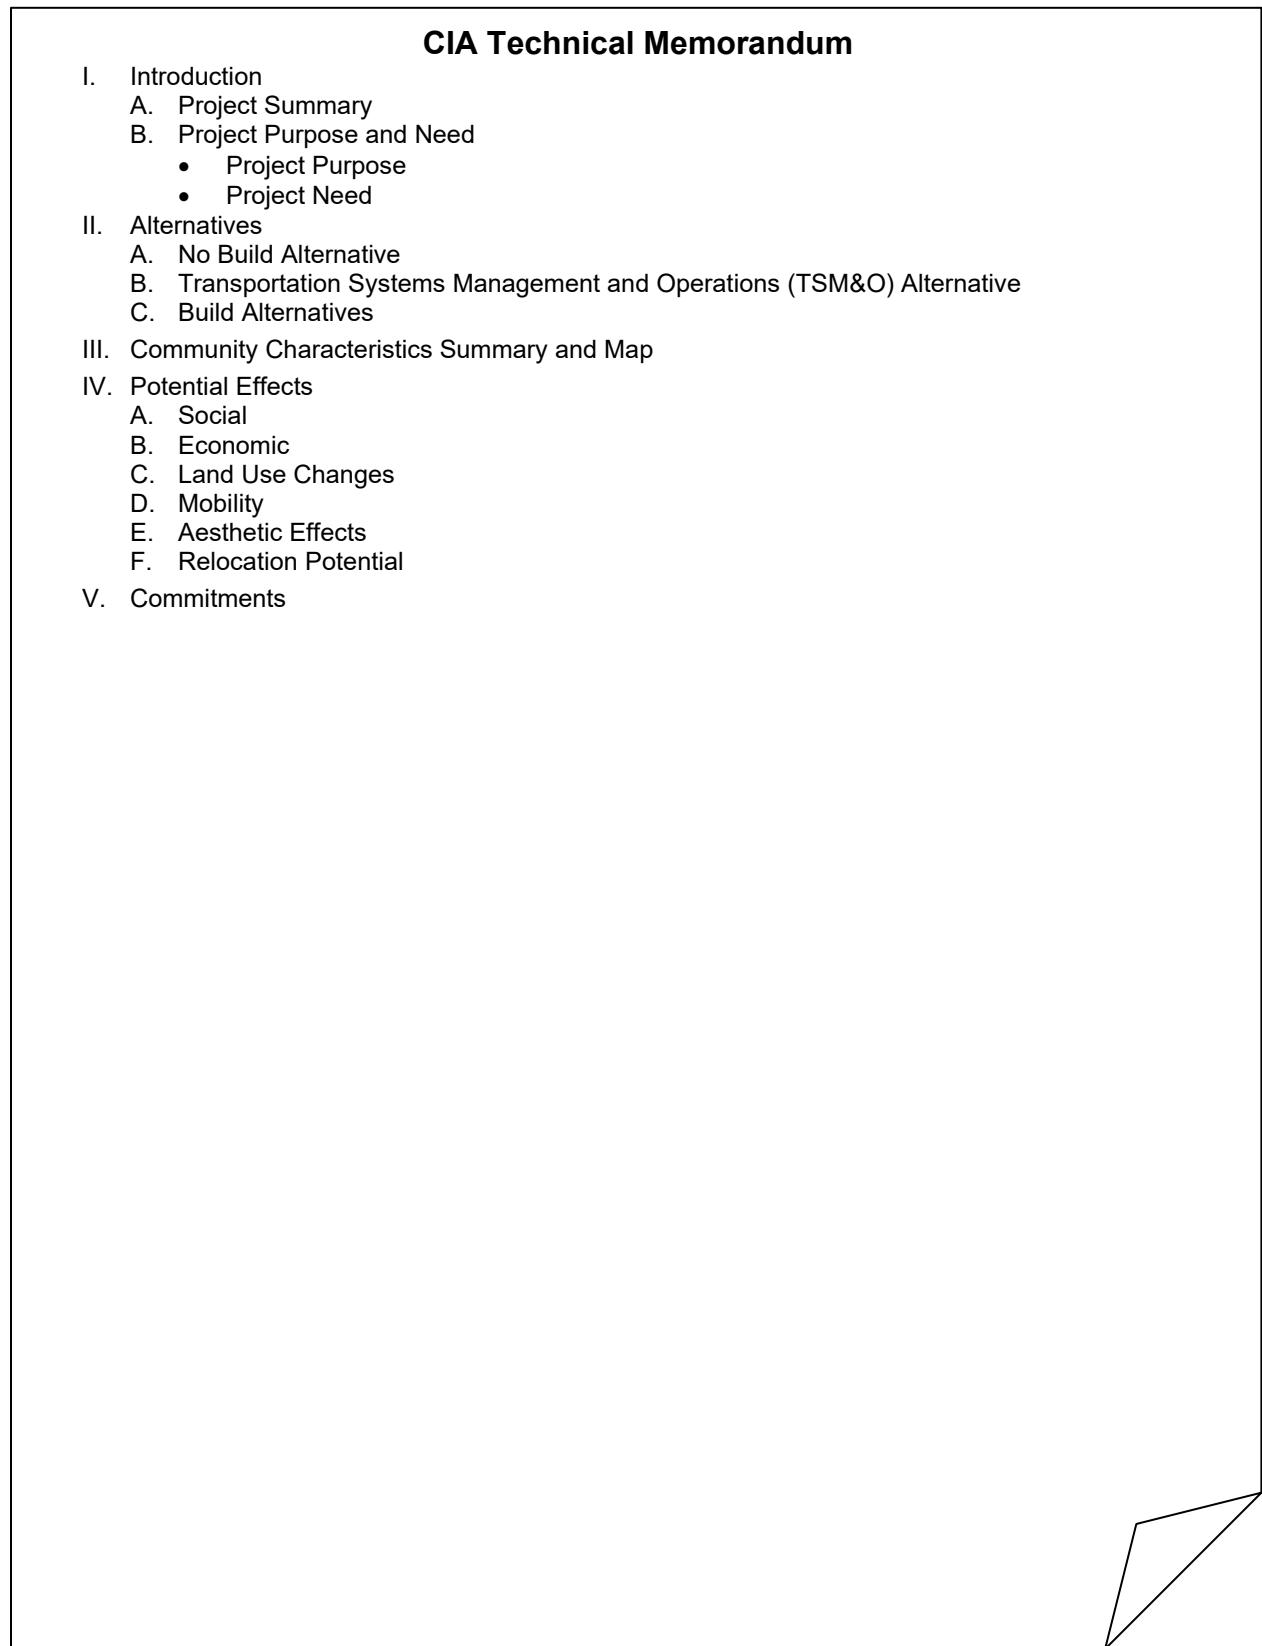 CIA Technical Memorandum
I. Introduction
A. Project Summary
B. Project Purpose and Need
• Project Purpose
• Project Need
II. Alternatives
A. No Build Alternative
B. Transportation Systems Management and Operations (TSM&O) Alternative
C. Build Alternatives
III. Community Characteristics Summary and Map
IV. Potential Effects
A. Social
B. Economic
C. Land Use Changes
D. Mobility
E. Aesthetic Effects
F. Relocation Potential
V. Commitments